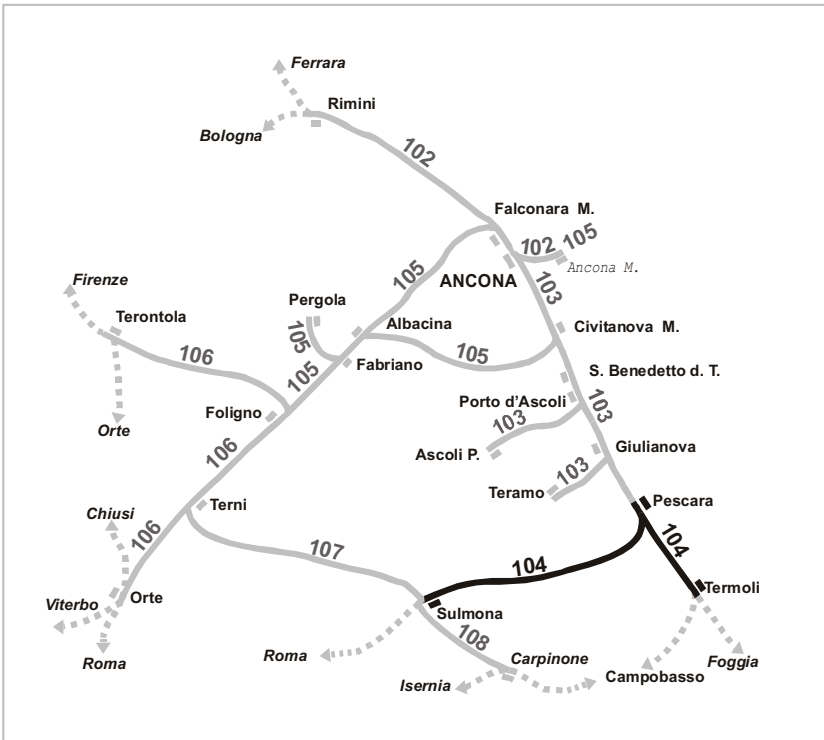 Ferrara
Rimini
Bologna
102
Falconara M.
102
105
Ancona M.
ANCONA
103
105
Firenze
Terontola
Pergola
105
Albacina
Civitanova M.
106
105
Fabriano
105
S. Benedetto d. T.
Foligno
Porto d'Ascoli
103
103
Orte
Ascoli P.
Giulianova
106
103
Teramo
Pescara
Terni
Chiusi
106
107
104
104
Termoli
Orte
Viterbo
Sulmona
108
Roma
Roma
Carpinone
Foggia
Isernia
Campobasso